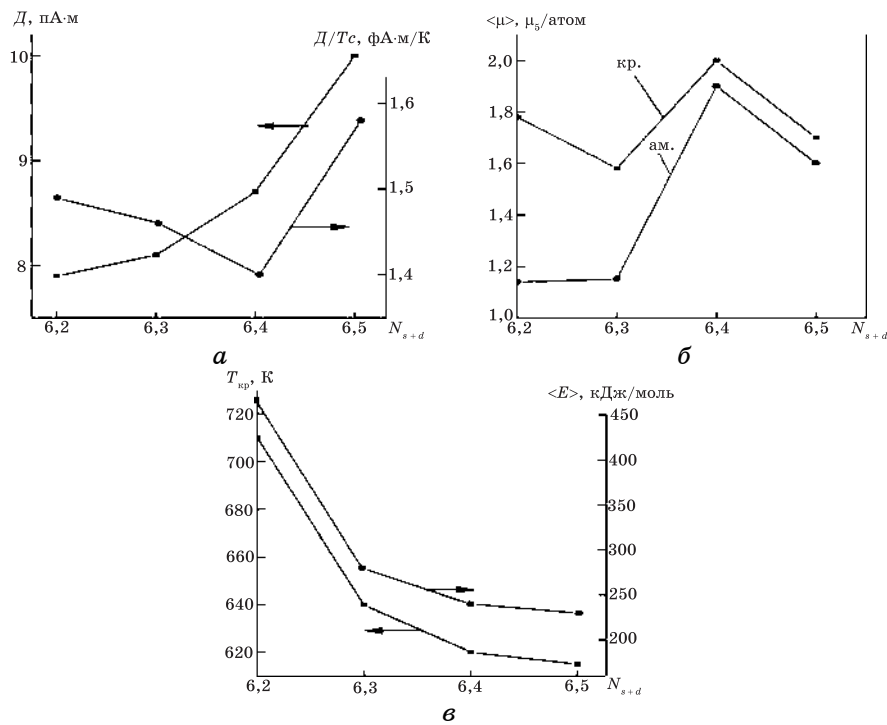 Д, пА·м
Д/Тс, фА·м/К
10
9
8
1,6
1,5
1,4
6,2 6,3 6,4 6,5 N s+d
а
<μ>, μ5/атом
2,0
1,8
1,6
1,4
1,2
1,0
кр.
ам.
6,2 6,3 6,4 6,5 N s+d
б
Tкр, К
<E>, кДж/моль
720
700
680
660
640
620
450
400
350
300
250
200
6,2 6,3 6,4 6,5 N s+d
в